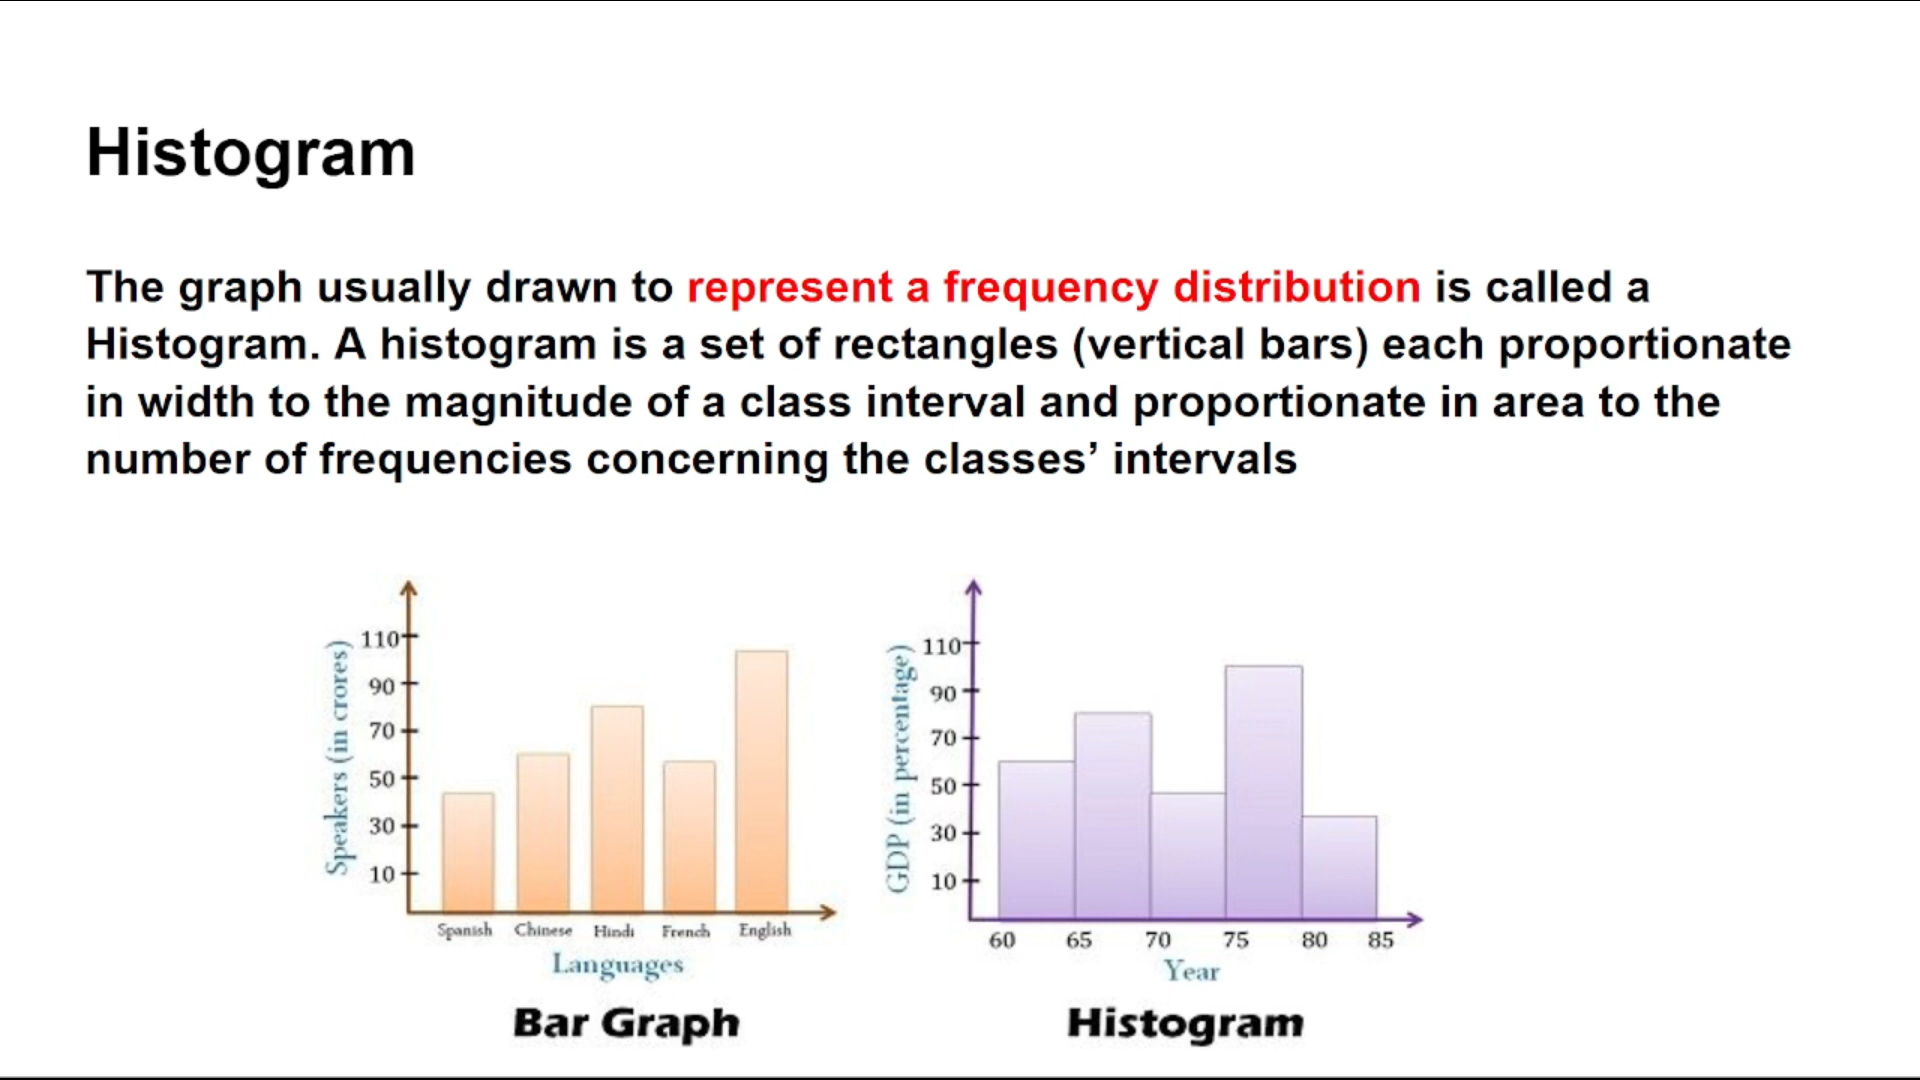 Histogram
The graph usually drawn to represent a frequency distribution is called a
Histogram. A histogram is a set of rectangles (vertical bars) each proportionate
in width to the magnitude of a class interval and proportionate in area to the
number of frequencies concerning the classes’ intervals
Speakers (in crores)
110
90
70
50
30
10
Spanish Chinese Hindi French English
Languages
Bar Graph
GDP (in percentage)
110
90
70
50
30
10
60 65 70 75 80 85
Year
Histogram